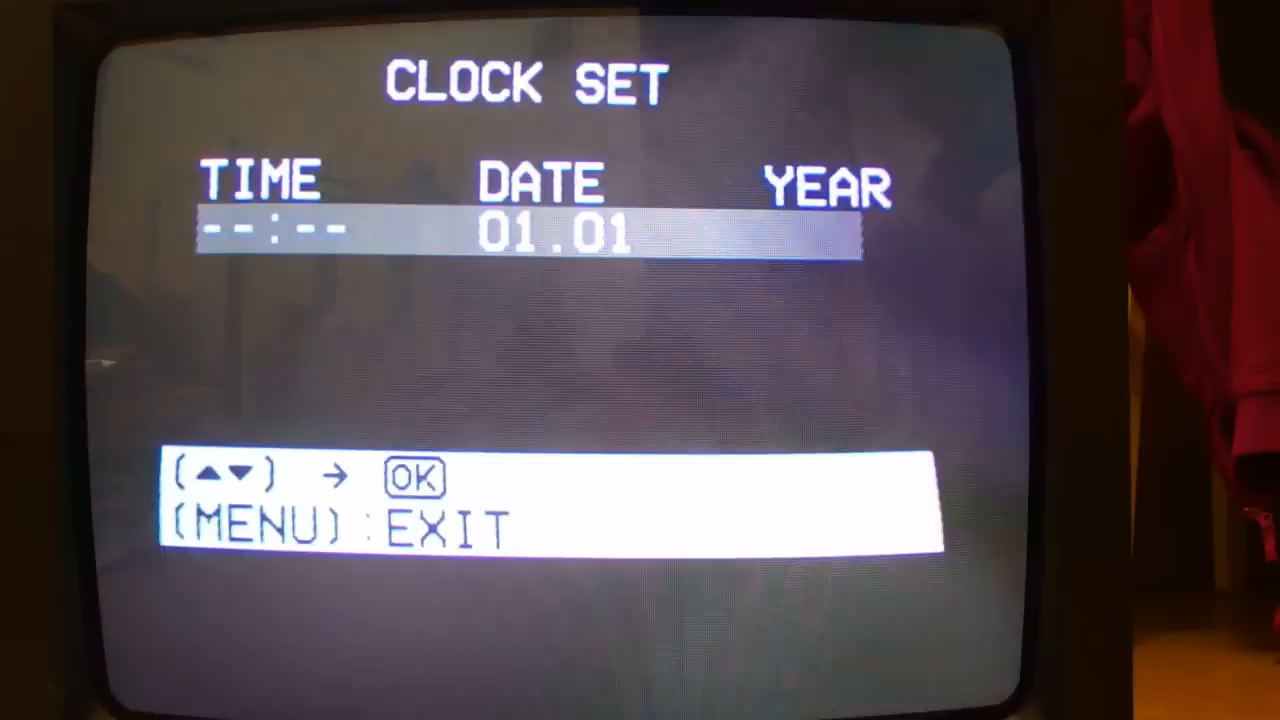 CLOCK SET
TIME DATE YEAR
--:-- 01.01
(▲▼) → OK
(MENU) :EXIT